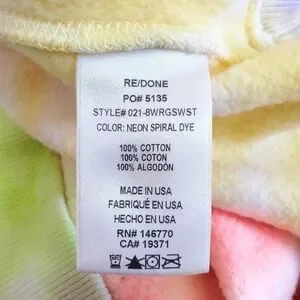 RE/DONE
PO# 5135
STYLE# 021-8WRGSWST
COLOR: NEON SPIRAL DYE
100% COTTON
100% COTON
100% ALGODÓN
MADE IN USA
FABRIQUÉ EN USA
HECHO EN USA
RN# 146770
CA# 19371